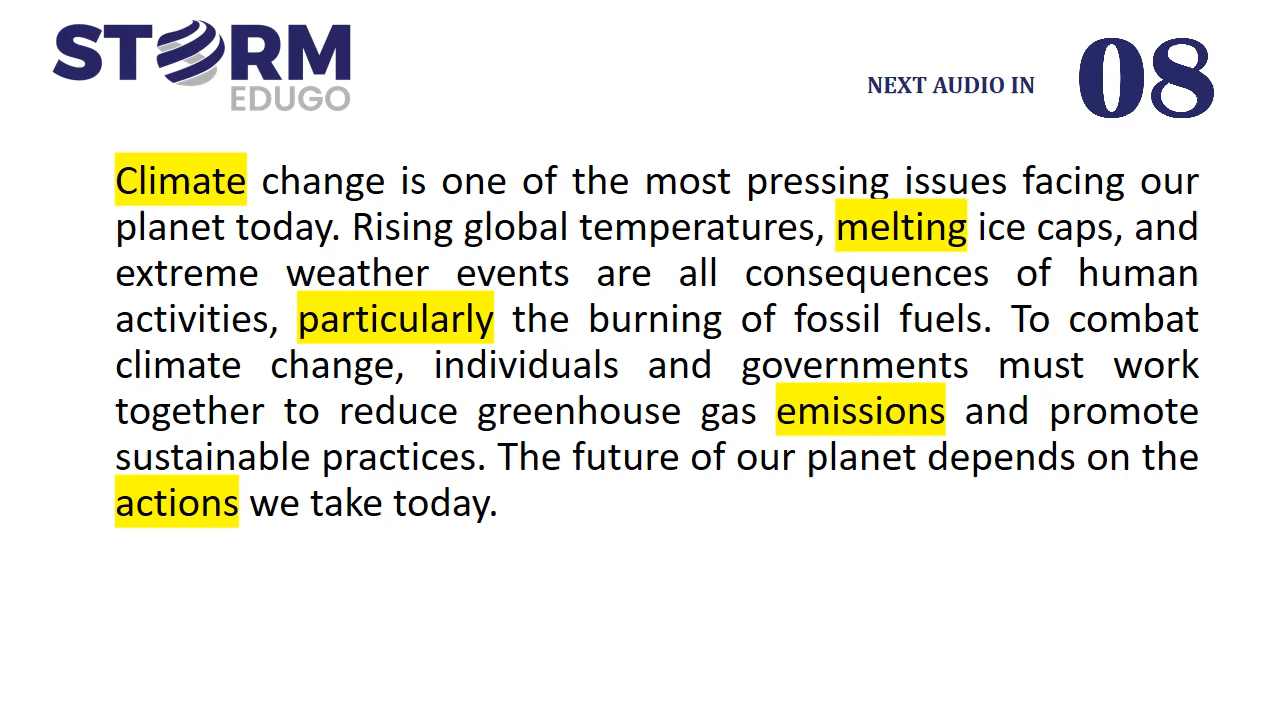 STORM
EDUGO
NEXT AUDIO IN
08
Climate change is one of the most pressing issues facing our
planet today. Rising global temperatures, melting ice caps, and
extreme weather events are all consequences of human
activities, particularly the burning of fossil fuels. To combat
climate change, individuals and governments must work
together to reduce greenhouse gas emissions and promote
sustainable practices. The future of our planet depends on the
actions we take today.